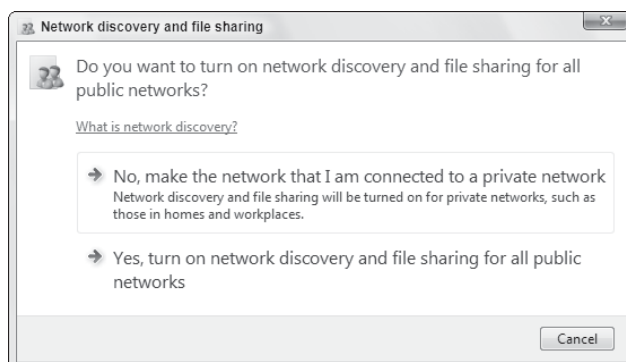 Network discovery and file sharing
Do you want to turn on network discovery and file sharing for all
public networks?
What is network discovery?
No, make the network that I am connected to a private network
Network discovery and file sharing will be turned on for private networks, such as
those in homes and workplaces.
Yes, turn on network discovery and file sharing for all public
networks
Cancel